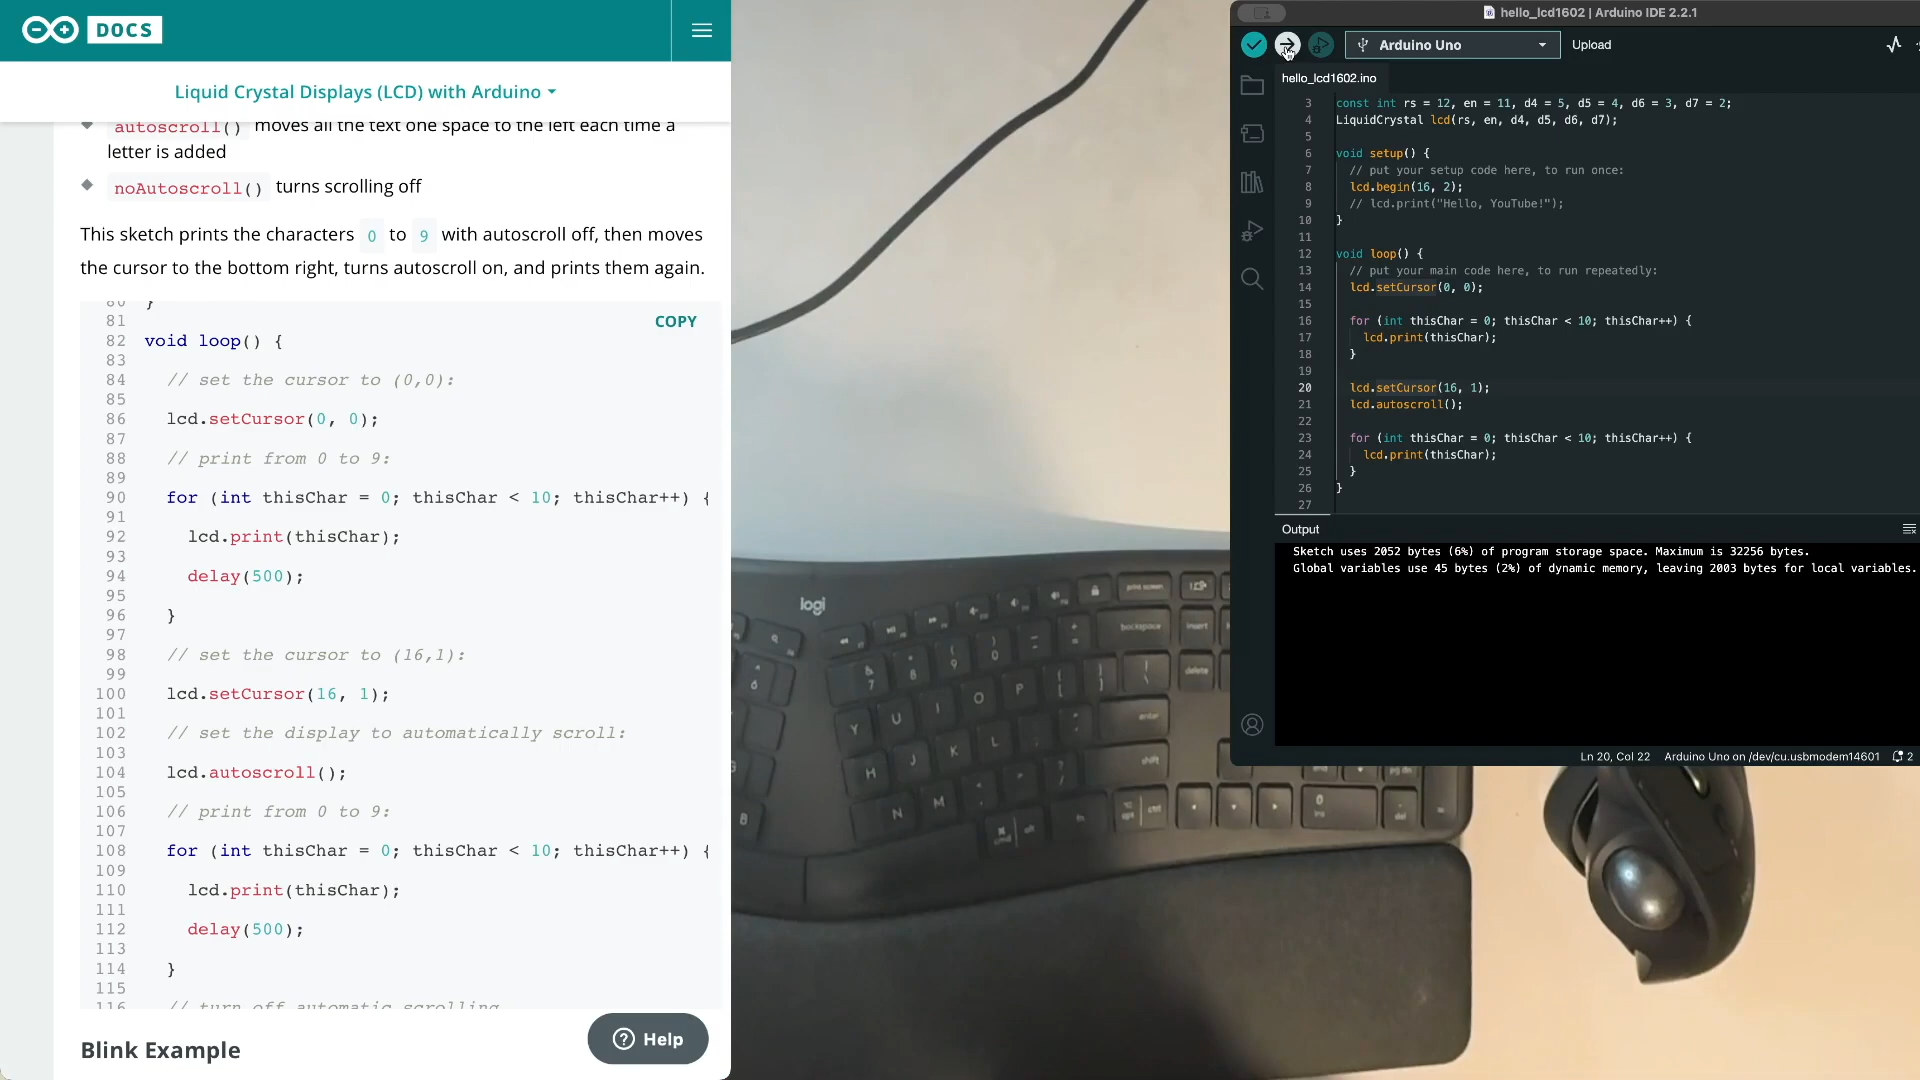 DOCS
Liquid Crystal Displays (LCD) with Arduino
autoscroll() moves all the text one space to the left each time a
letter is added
noAutoscroll() turns scrolling off
This sketch prints the characters 0 to 9 with autoscroll off, then moves
the cursor to the bottom right, turns autoscroll on, and prints them again.
COPY
80 }
81
82 void loop() {
83
84 // set the cursor to (0,0):
85
86 lcd.setCursor(0, 0);
87
88 // print from 0 to 9:
89
90 for (int thisChar = 0; thisChar < 10; thisChar++) {
91
92 lcd.print(thisChar);
93
94 delay(500);
95
96 }
97
98 // set the cursor to (16,1):
99
100 lcd.setCursor(16, 1);
101
102 // set the display to automatically scroll:
103
104 lcd.autoscroll();
105
106 // print from 0 to 9:
107
108 for (int thisChar = 0; thisChar < 10; thisChar++) {
109
110 lcd.print(thisChar);
111
112 delay(500);
113
114 }
115
116 // turn off automatic scrolling
Blink Example
Help
logi
print screen
backspace
insert
delete
enter
shift
Y U I O P
H J K L
N M
hello_lcd1602 | Arduino IDE 2.2.1
Arduino Uno
Upload
hello_lcd1602.ino
3 const int rs = 12, en = 11, d4 = 5, d5 = 4, d6 = 3, d7 = 2;
4 LiquidCrystal lcd(rs, en, d4, d5, d6, d7);
5
6 void setup() {
7 // put your setup code here, to run once:
8 lcd.begin(16, 2);
9 // lcd.print("Hello, YouTube!");
10 }
11
12 void loop() {
13 // put your main code here, to run repeatedly:
14 lcd.setCursor(0, 0);
15
16 for (int thisChar = 0; thisChar < 10; thisChar++) {
17 lcd.print(thisChar);
18 }
19
20 lcd.setCursor(16, 1);
21 lcd.autoscroll();
22
23 for (int thisChar = 0; thisChar < 10; thisChar++) {
24 lcd.print(thisChar);
25 }
26 }
27
Output
Sketch uses 2052 bytes (6%) of program storage space. Maximum is 32256 bytes.
Global variables use 45 bytes (2%) of dynamic memory, leaving 2003 bytes for local variables.
Ln 20, Col 22 Arduino Uno on /dev/cu.usbmodem14601 2